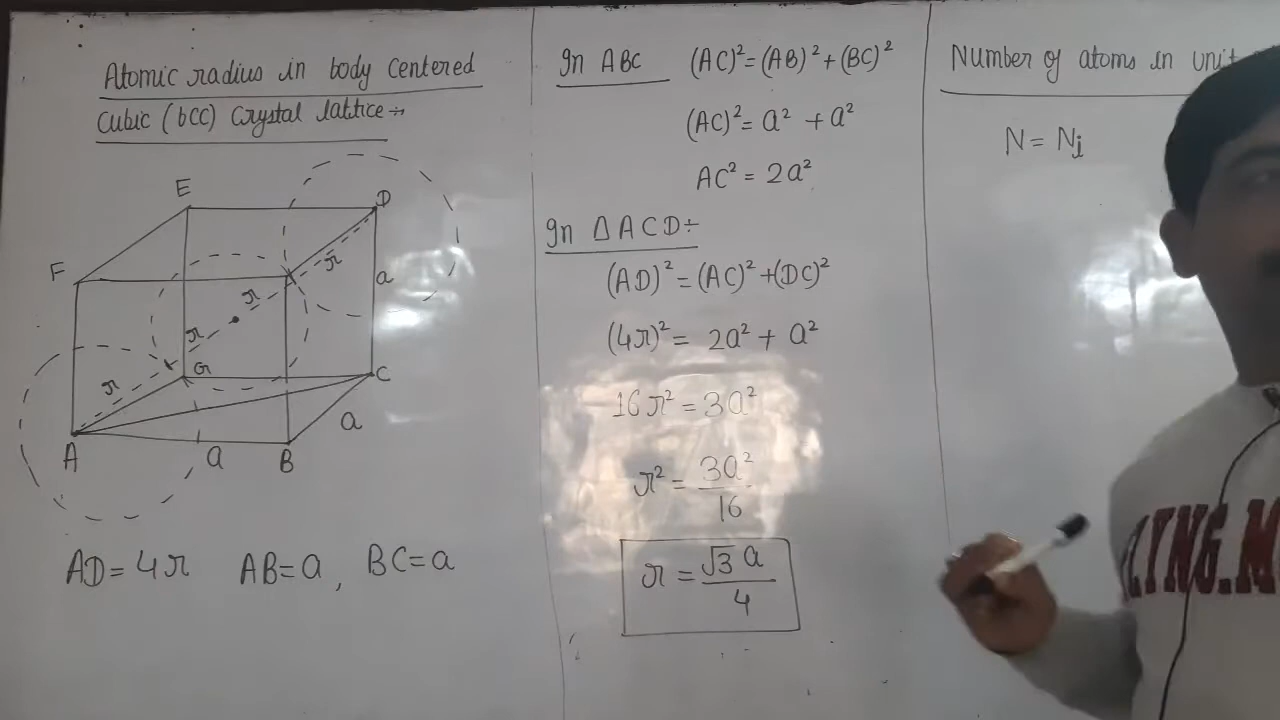 Atomic radius in body Centered
Cubic (bCC) Crystal lattice ÷
E
D
F
r
a
r
r
G
r
C
a
A
a
B
AD = 4r AB = a , BC = a
In ABC (AC)² = (AB)² + (BC)²
(AC)² = a² + a²
AC² = 2a²
In Δ ACD ÷
(AD)² = (AC)² + (DC)²
(4r)² = 2a² + a²
16r² = 3a²
r² = 3a²/16
r = √3 a/4
Number of atoms in unit
N = Ni
LYNG.M